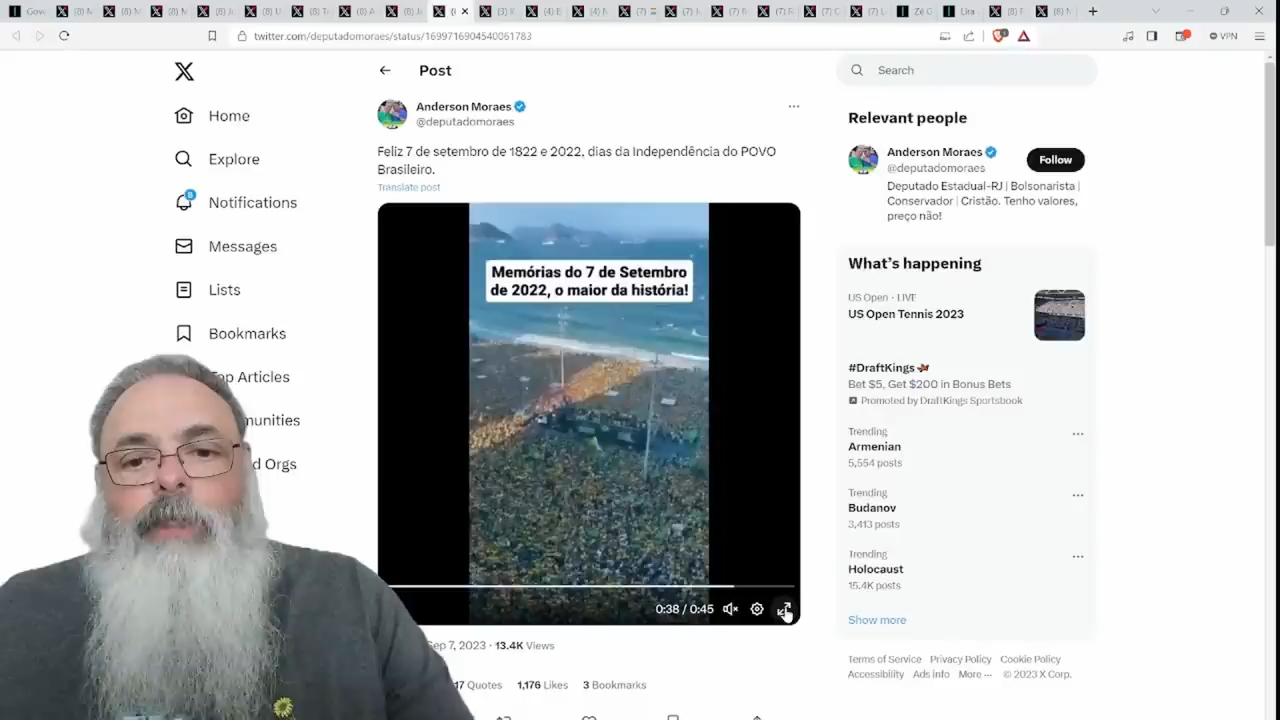 twitter.com/deputadomoraes/status/1699716904540061783
VPN
Post
Search
Home
Explore
8
Notifications
Messages
Lists
Bookmarks
op Articles
munities
d Orgs
Anderson Moraes
@deputadomoraes
Feliz 7 de setembro de 1822 e 2022, dias da Independência do POVO
Brasileiro.
Translate post
Memórias do 7 de Setembro
de 2022, o maior da história!
0:38 / 0:45
Sep 7, 2023 · 13.4K Views
17 Quotes 1,176 Likes 3 Bookmarks
Relevant people
Anderson Moraes
@deputadomoraes
Follow
Deputado Estadual-RJ | Bolsonarista |
Conservador | Cristão. Tenho valores,
preço não!
What's happening
US Open · LIVE
US Open Tennis 2023
#DraftKings
Bet $5, Get $200 in Bonus Bets
Promoted by DraftKings Sportsbook
Trending
Armenian
5,554 posts
Trending
Budanov
3,413 posts
Trending
Holocaust
15.4K posts
Show more
Terms of Service Privacy Policy Cookie Policy
Accessibility Ads info More ··· © 2023 X Corp.